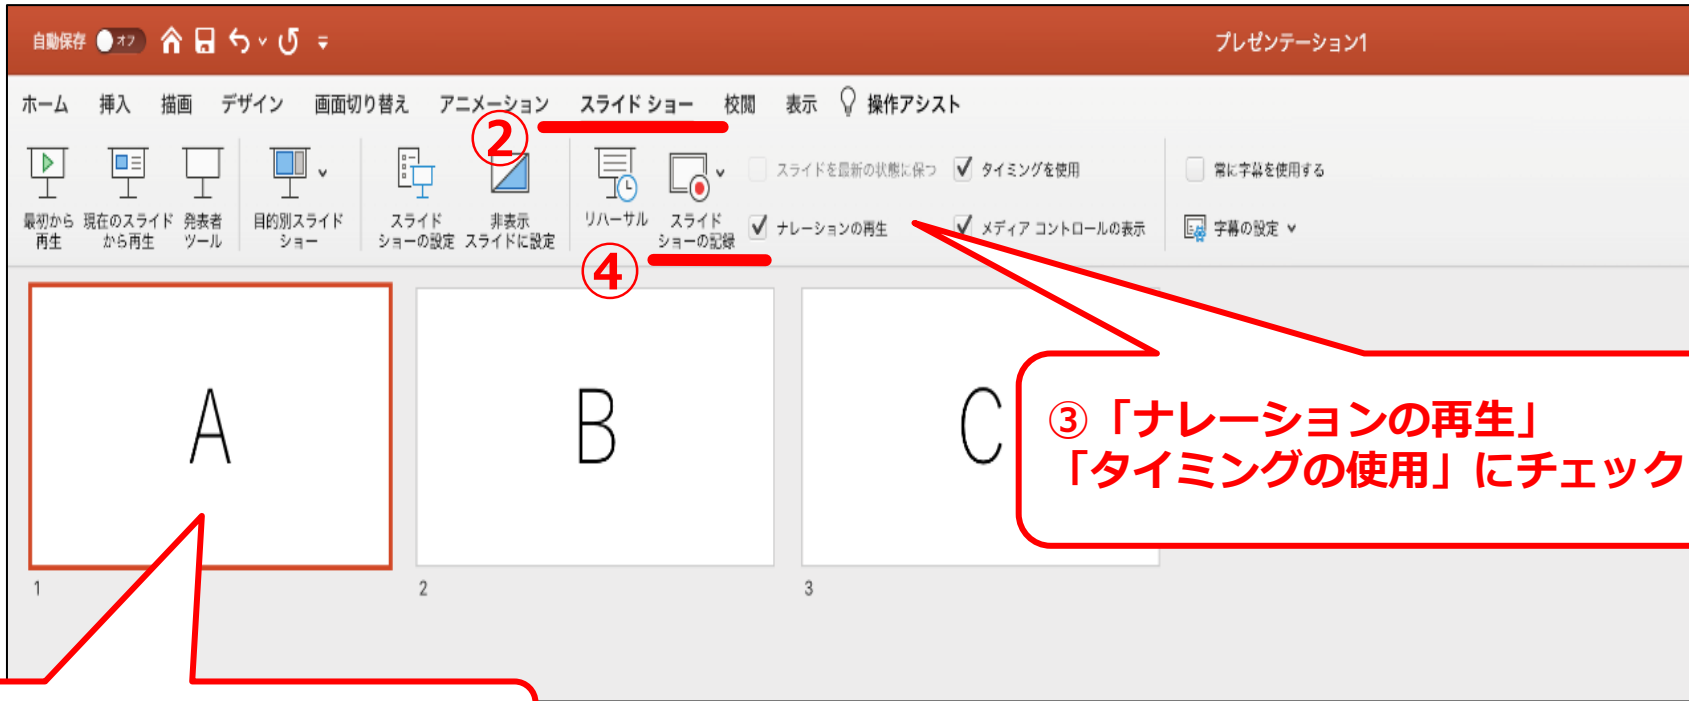 自動保存 オフ プレゼンテーション1
ホーム 挿入 描画 デザイン 画面切り替え アニメーション スライド ショー 校閲 表示 操作アシスト
②
スライドを最新の状態に保つ タイミングを使用 常に字幕を使用する
最初から
再生
現在のスライド
から再生
発表者
ツール
目的別スライド
ショー
スライド
ショーの設定
非表示
スライドに設定
リハーサル
スライド
ショーの記録
ナレーションの再生 メディア コントロールの表示 字幕の設定
④
A
B
C
③「ナレーションの再生」
「タイミングの使用」にチェック
1
2
3